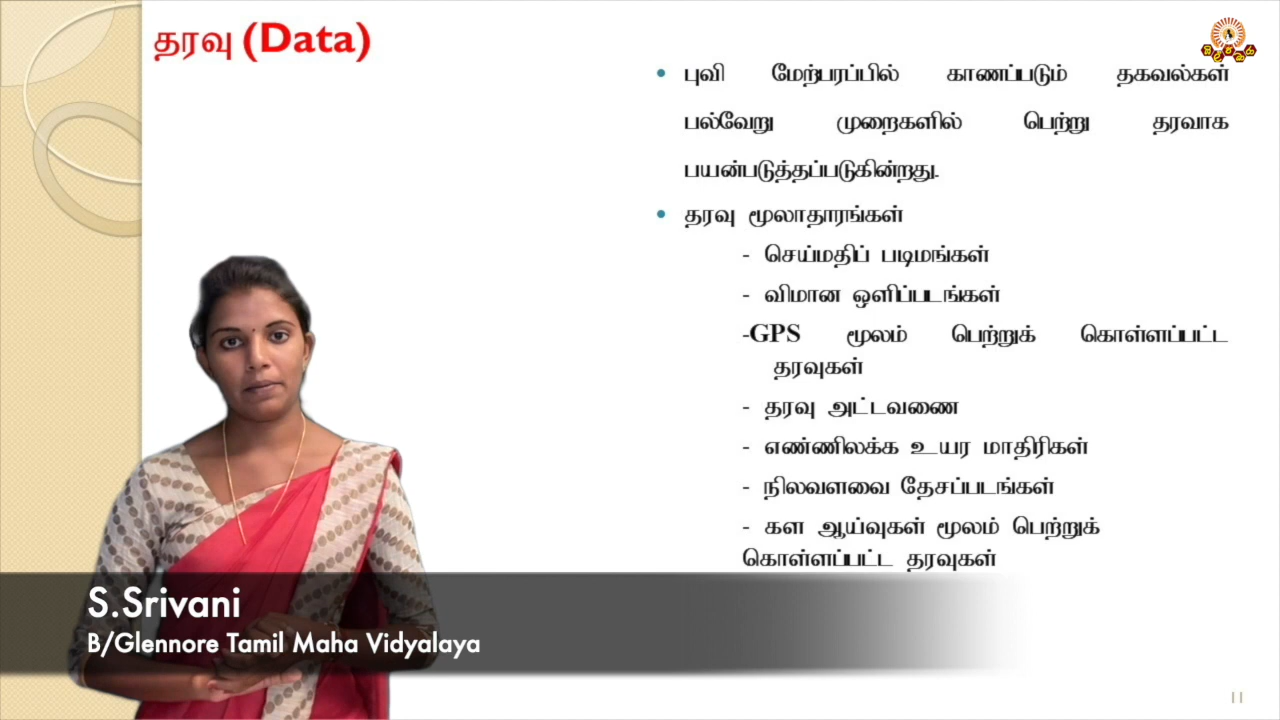 தரவு (Data)
புவி மேற்பரப்பில் காணப்படும் தகவல்கள்
பல்வேறு முறைகளில் பெற்று தரவாக
பயன்படுத்தப்படுகின்றது.
தரவு மூலாதாரங்கள்
- செய்மதிப் படிமங்கள்
- விமான ஒளிப்படங்கள்
-GPS மூலம் பெற்றுக் கொள்ளப்பட்ட
தரவுகள்
- தரவு அட்டவணை
- எண்ணிலக்க உயர மாதிரிகள்
- நிலவளவை தேசப்படங்கள்
- கள ஆய்வுகள் மூலம் பெற்றுக்
கொள்ளப்பட்ட தரவுகள்
S.Srivani
B/Glennore Tamil Maha Vidyalaya
11